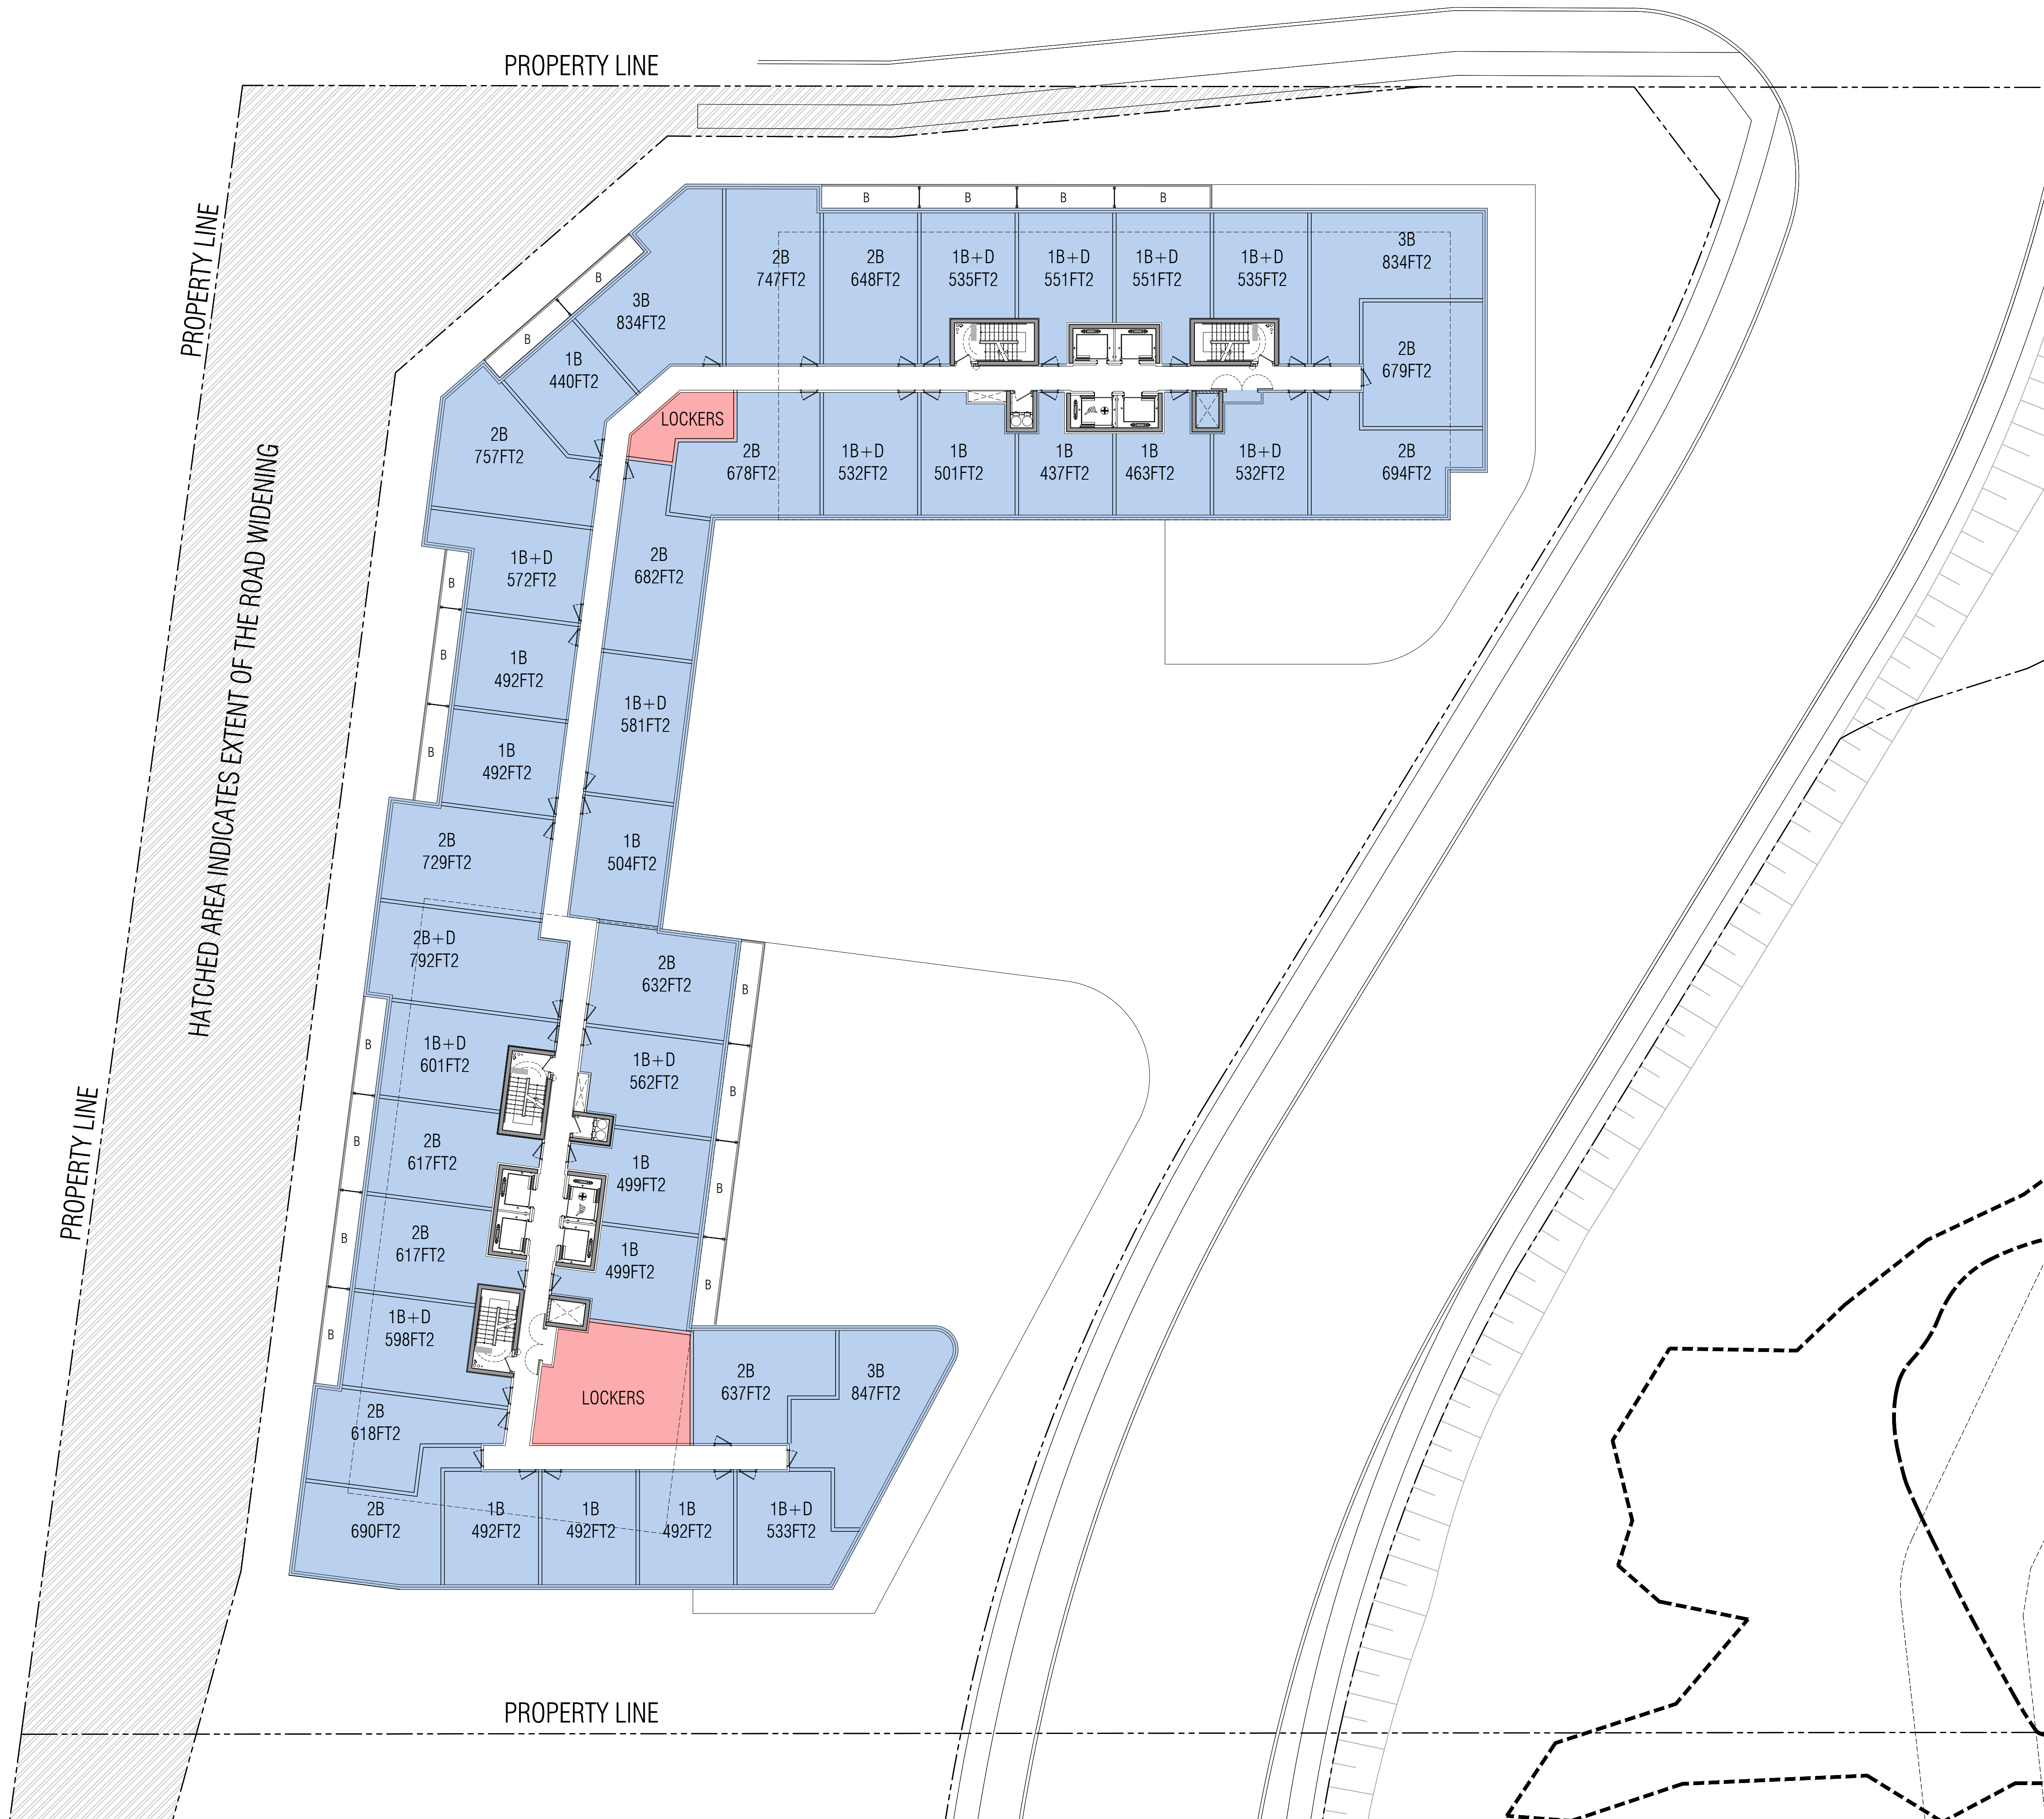 PROPERTY LINE
PROPERTY LINE
HATCHED AREA INDICATES EXTENT OF THE ROAD WIDENING
PROPERTY LINE
B
B
B
B
B
B
2B
747FT2
2B
648FT2
1B+D
535FT2
1B+D
551FT2
1B+D
551FT2
1B+D
535FT2
3B
834FT2
3B
834FT2
1B
440FT2
2B
679FT2
LOCKERS
2B
757FT2
2B
678FT2
1B+D
532FT2
1B
501FT2
1B
437FT2
1B
463FT2
1B+D
532FT2
2B
694FT2
1B+D
572FT2
2B
682FT2
B
1B
492FT2
B
1B+D
581FT2
1B
492FT2
B
2B
729FT2
1B
504FT2
2B+D
792FT2
2B
632FT2
B
B
1B+D
601FT2
1B+D
562FT2
B
B
2B
617FT2
1B
499FT2
B
B
2B
617FT2
1B
499FT2
B
B
1B+D
598FT2
2B
618FT2
LOCKERS
2B
637FT2
3B
847FT2
2B
690FT2
1B
492FT2
1B
492FT2
1B
492FT2
1B+D
533FT2
PROPERTY LINE